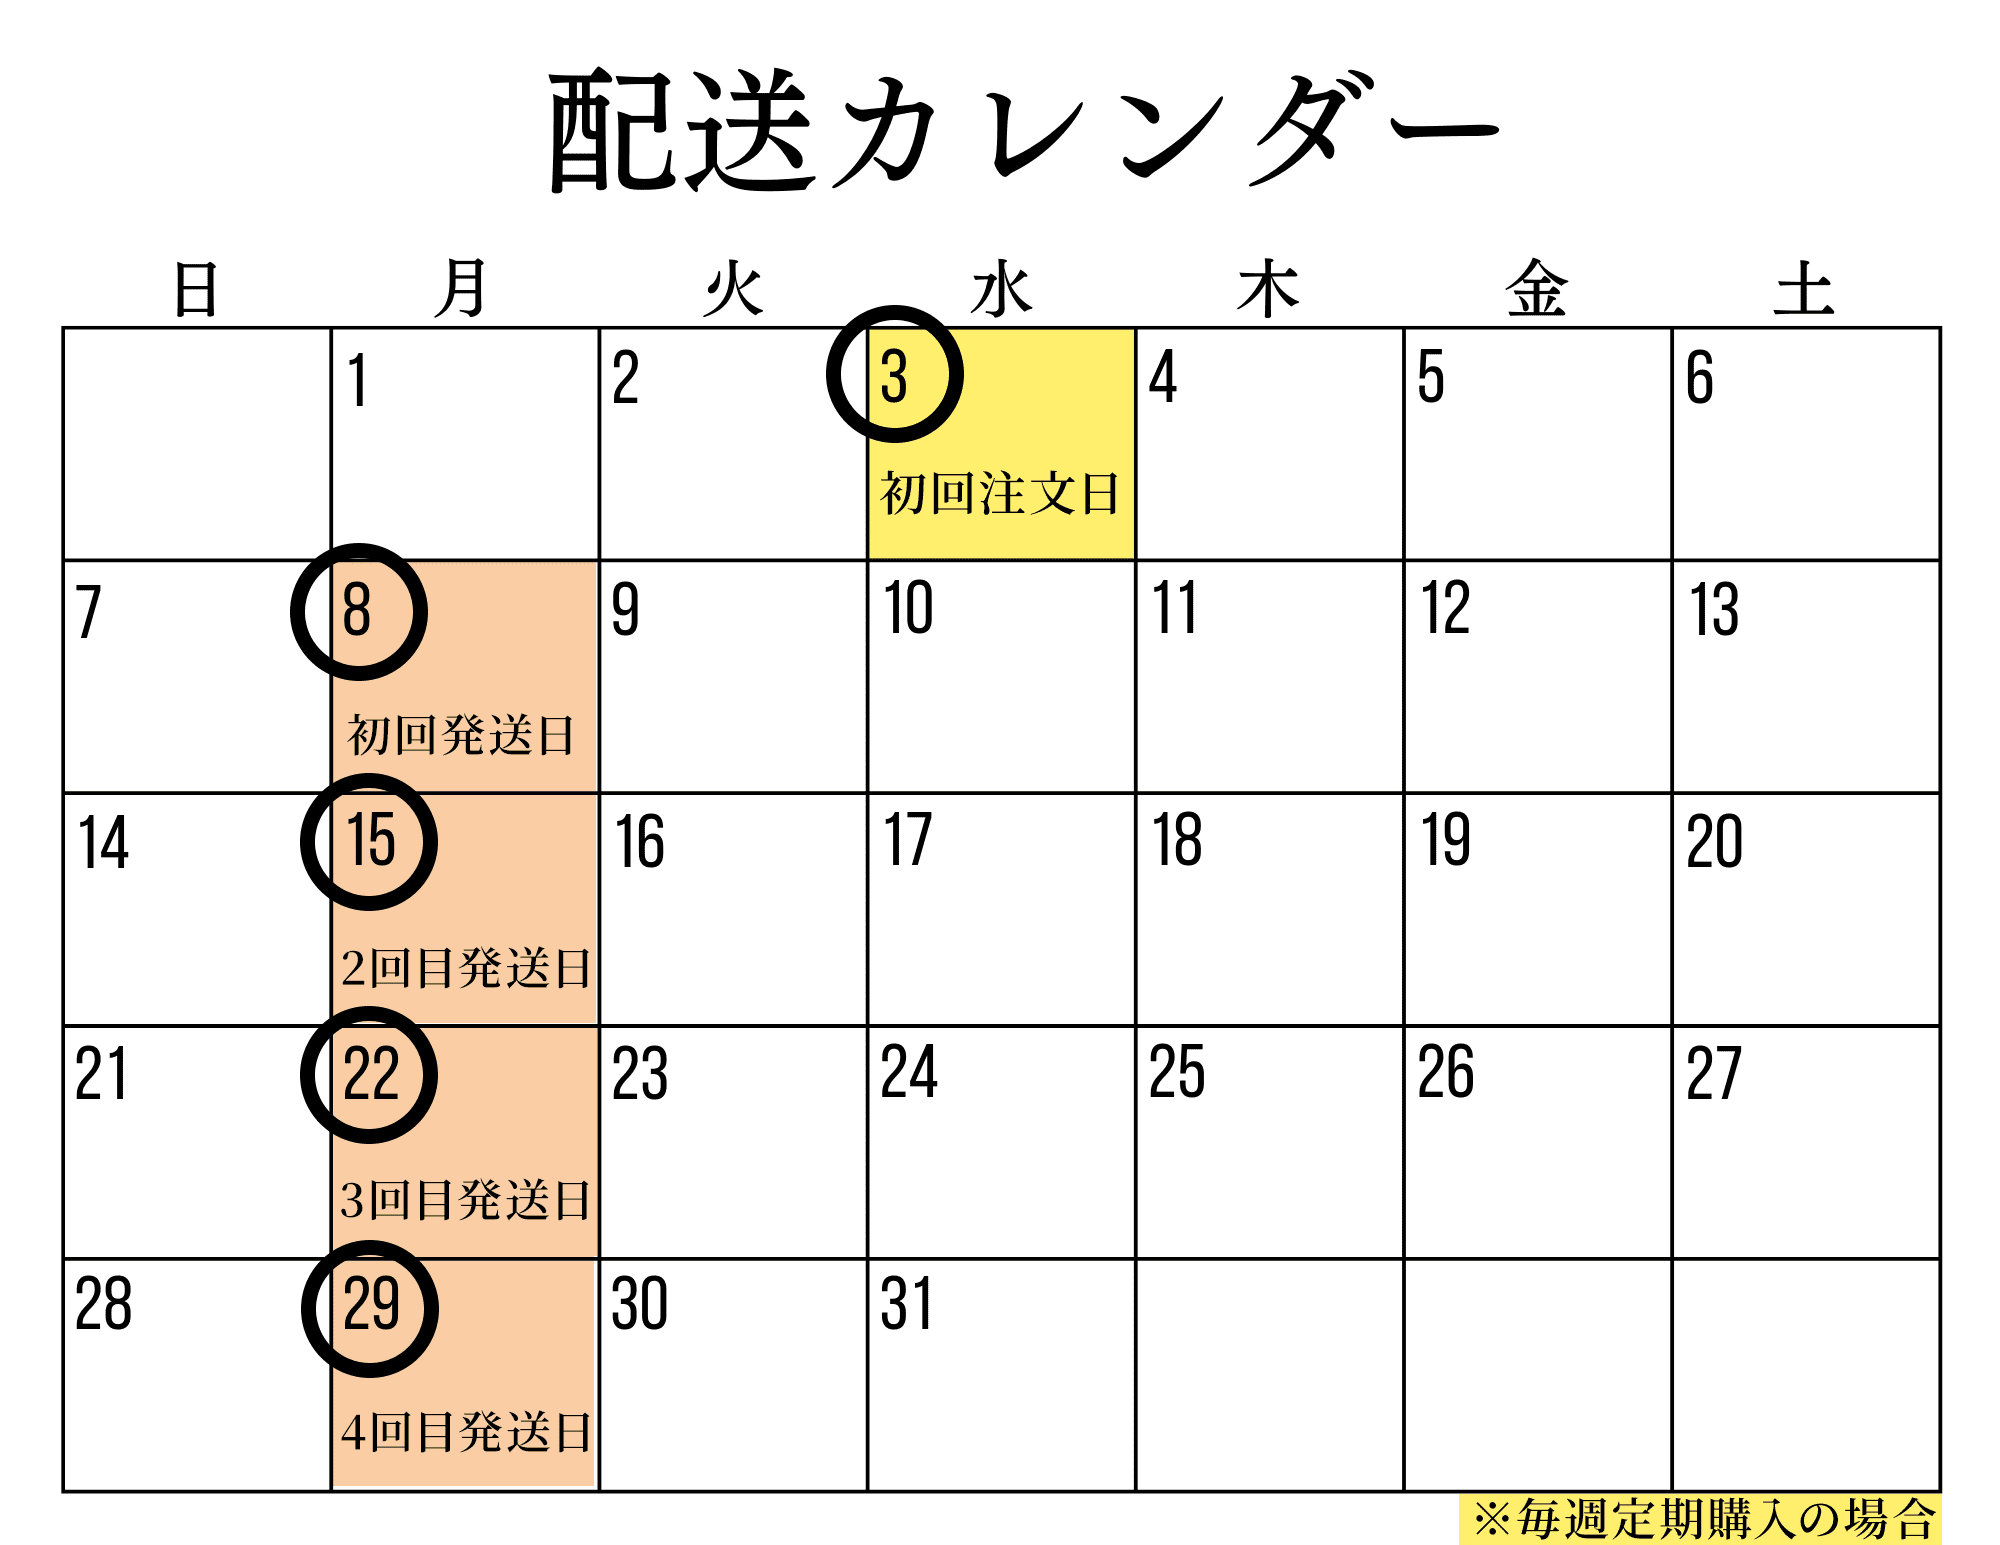 配送カレンダー
日 月 火 水 木 金 土
1 2 3 4 5 6
初回注文日
7 8 9 10 11 12 13
初回発送日
14 15 16 17 18 19 20
2回目発送日
21 22 23 24 25 26 27
3回目発送日
28 29 30 31
4回目発送日
※毎週定期購入の場合